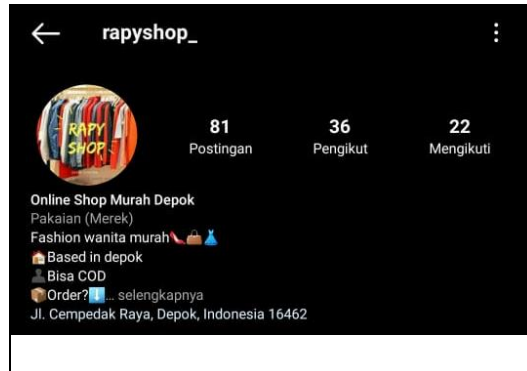 rapyshop_
RAPY
SHOP
81
36
22
Postingan
Pengikut
Mengikuti
Online Shop Murah Depok
Pakaian (Merek)
Fashion wanita murah👠👜👗
🏠Based in depok
👤Bisa COD
📦Order?⬇️... selengkapnya
Jl. Cempedak Raya, Depok, Indonesia 16462